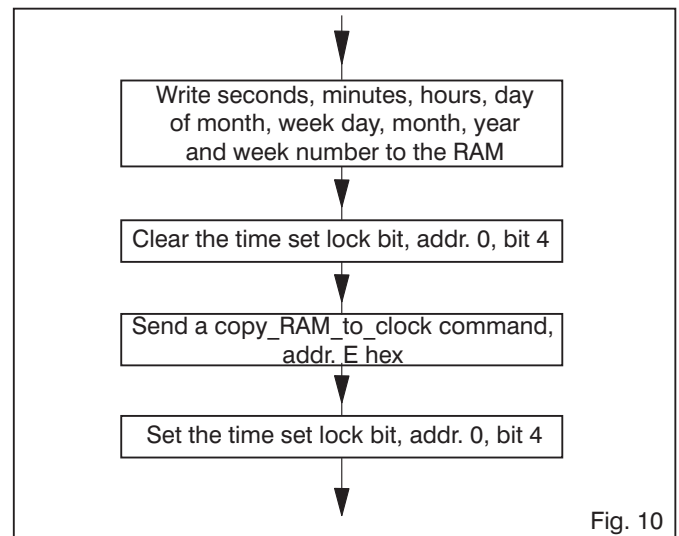 Write seconds, minutes, hours, day
of month, week day, month, year
and week number to the RAM
Clear the time set lock bit, addr. 0, bit 4
Send a copy_RAM_to_clock command,
addr. E hex
Set the time set lock bit, addr. 0, bit 4
Fig. 10